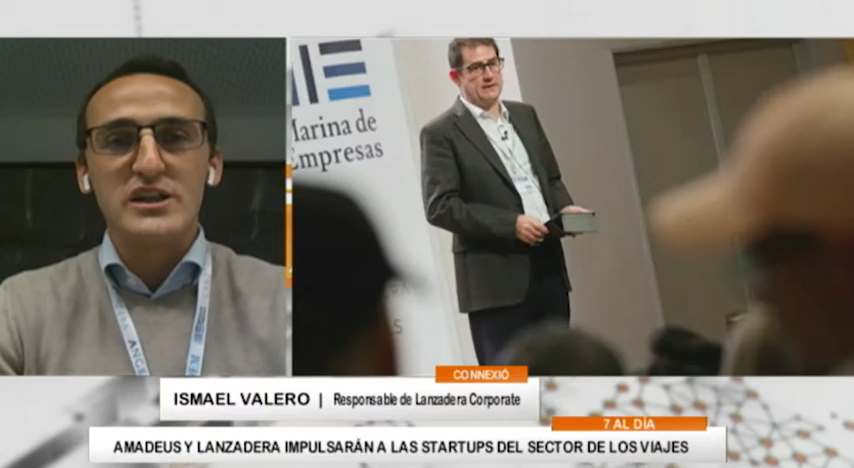 Marina de
Empresas
CONNEXIÓ
ISMAEL VALERO | Responsable de Lanzadera Corporate
7 AL DÍA
AMADEUS Y LANZADERA IMPULSARÁN A LAS STARTUPS DEL SECTOR DE LOS VIAJES